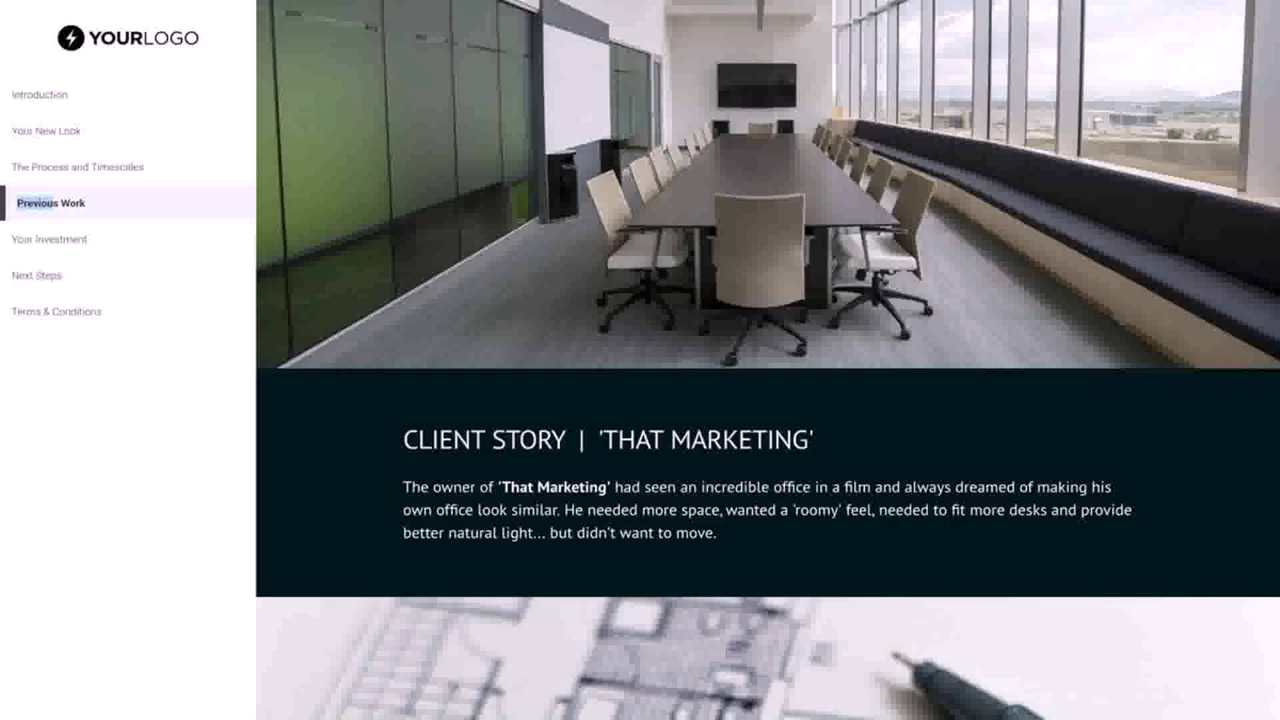 YOURLOGO
Introduction
Your New Look
The Process and Timescales
Previous Work
Your Investment
Next Steps
Terms & Conditions
CLIENT STORY | 'THAT MARKETING'
The owner of 'That Marketing' had seen an incredible office in a film and always dreamed of making his
own office look similar. He needed more space, wanted a 'roomy' feel, needed to fit more desks and provide
better natural light... but didn't want to move.